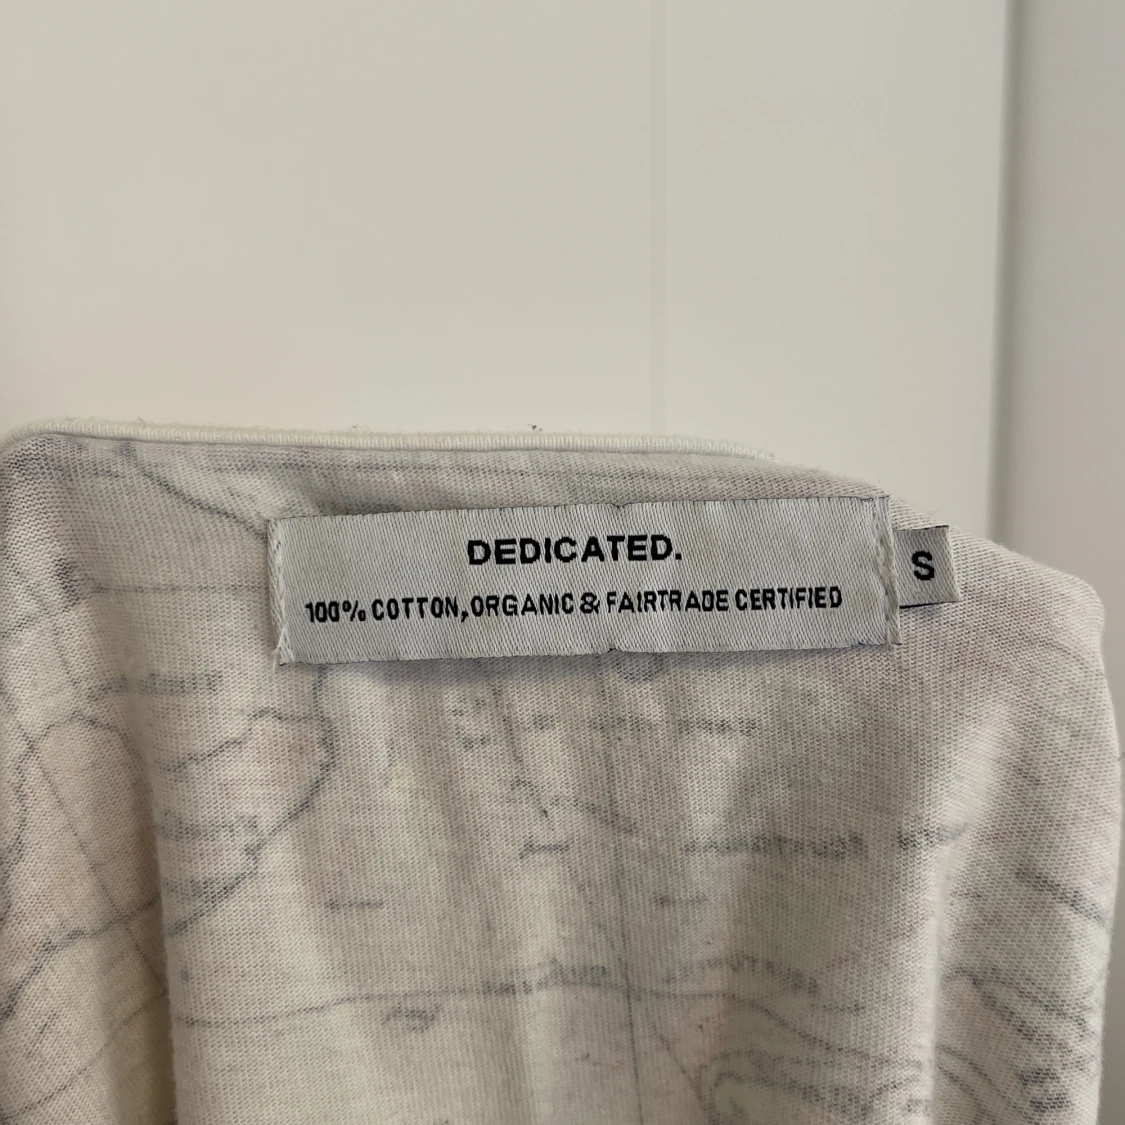 DEDICATED.
100% COTTON, ORGANIC & FAIRTRADE CERTIFIED
S